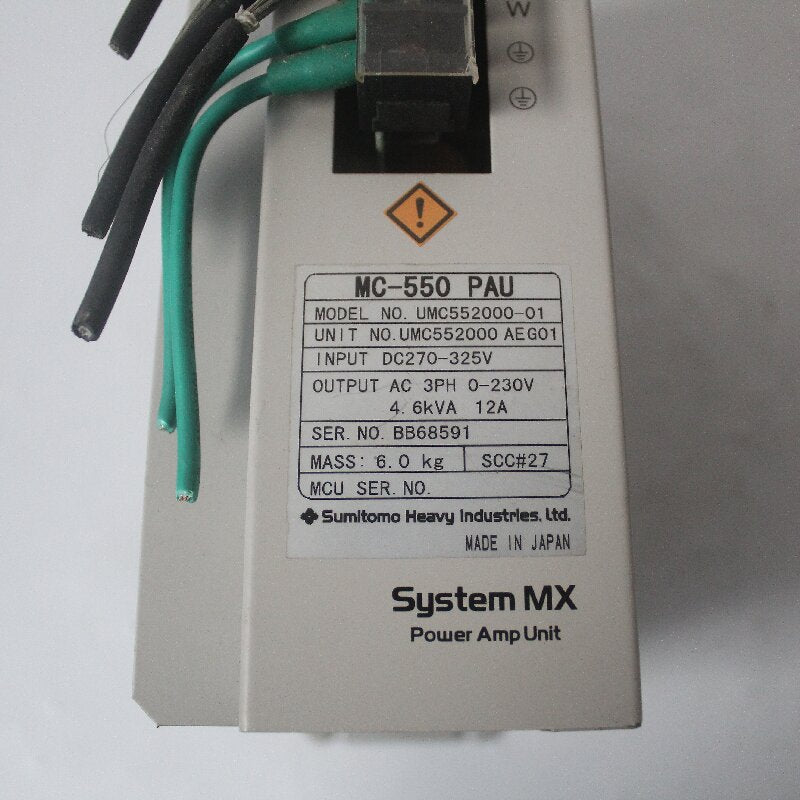 W
MC-550 PAU
MODEL NO. UMC552000-01
UNIT NO.UMC552000 AEG01
INPUT DC270-325V
OUTPUT AC 3PH 0-230V
4.6kVA 12A
SER.NO. BB68591
MASS: 6.0 kg SCC#27
MCU SER.NO.
Sumitomo Heavy Industries, Ltd.
MADE IN JAPAN
System MX
Power Amp Unit